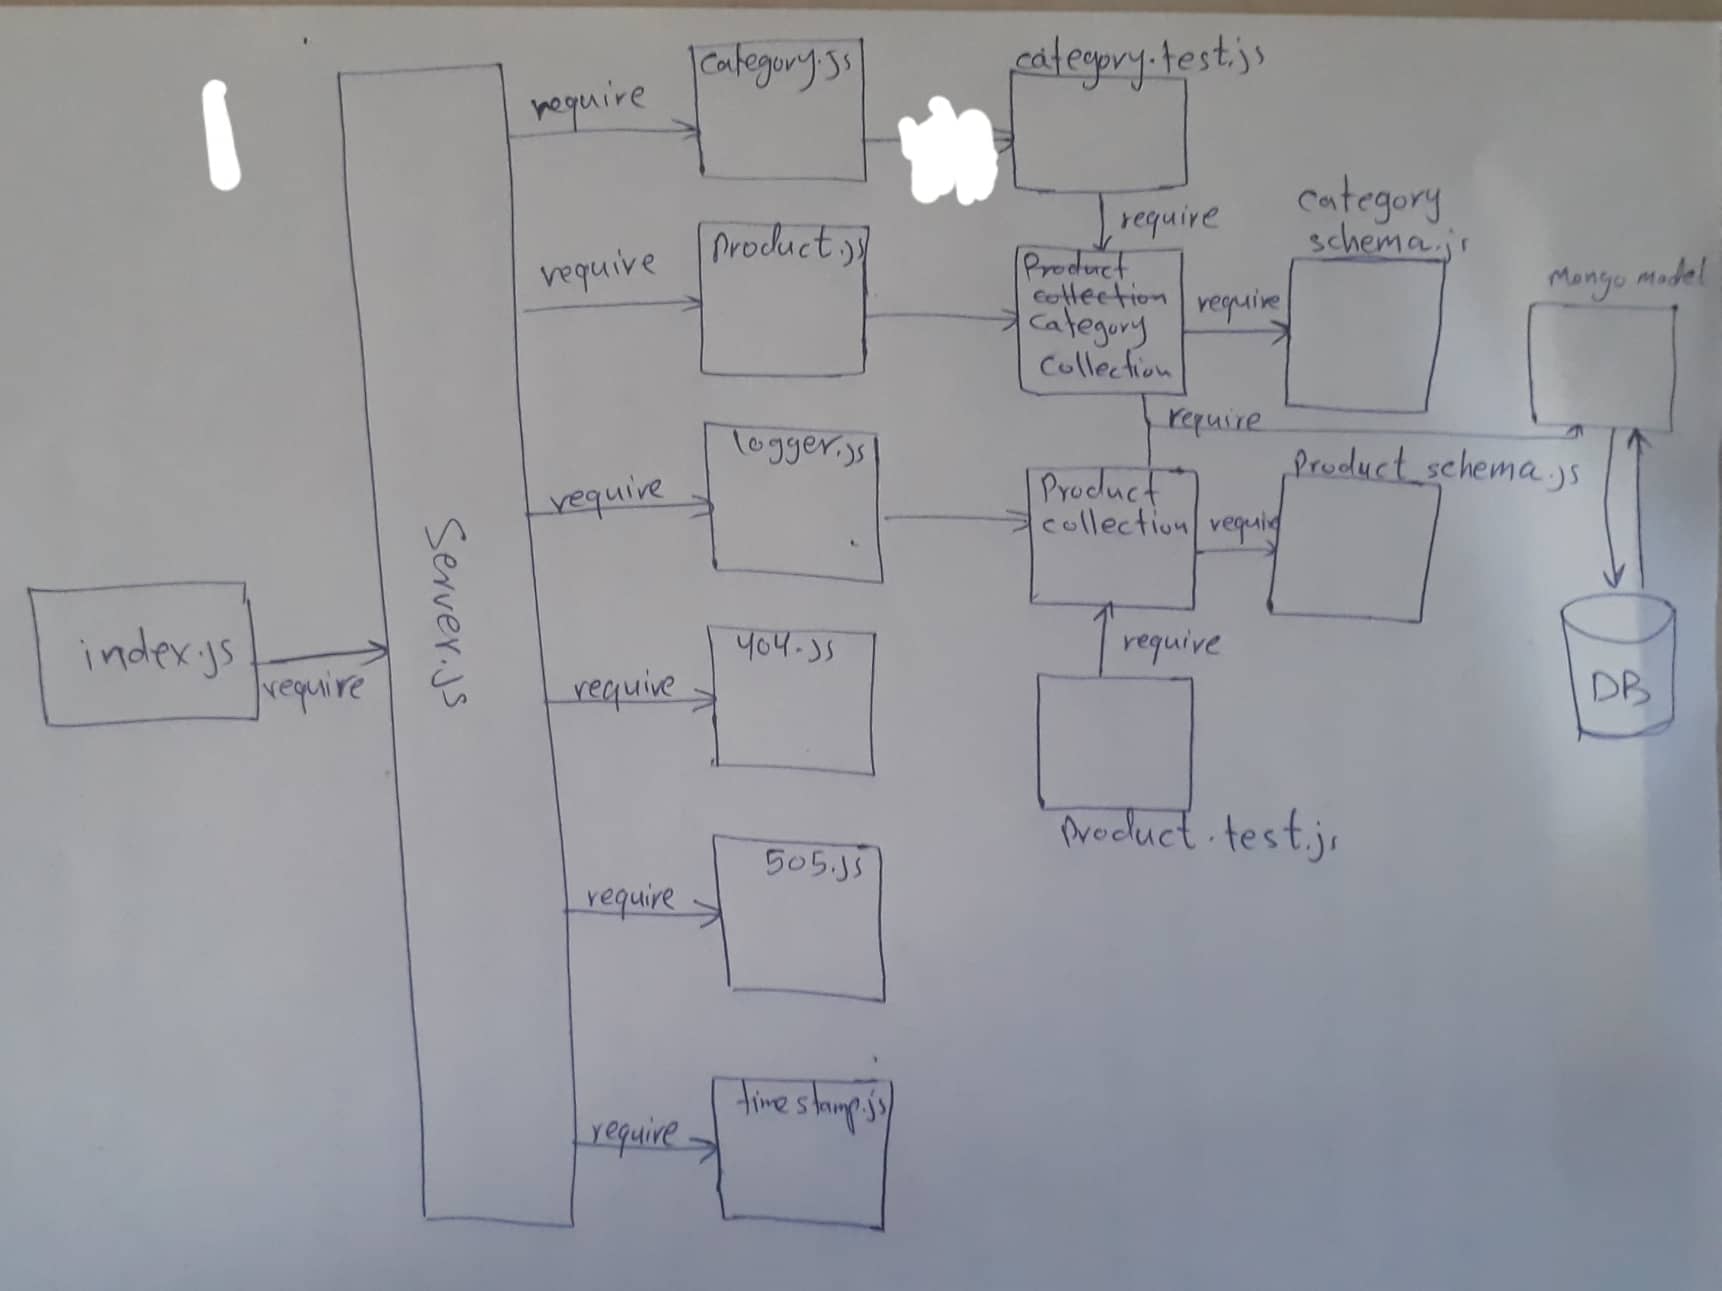 category.js
category.test.js
require
require
category
schema.js
product.js
require
Product
collection
Category
Collection
require
Mongo model
require
logger.js
require
Product
collection
require
Product schema.js
Server.js
index.js
require
404.js
require
require
DB
product.test.js
505.js
require
timestamp.js
require